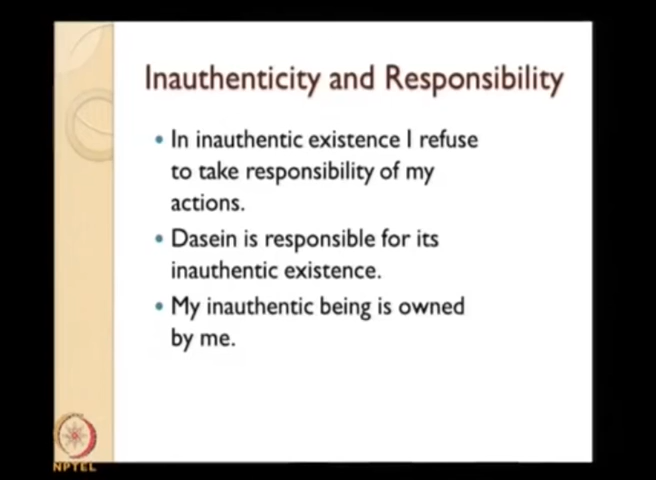 Inauthenticity and Responsibility
• In inauthentic existence I refuse
to take responsibility of my
actions.
• Dasein is responsible for its
inauthentic existence.
• My inauthentic being is owned
by me.
NPTEL